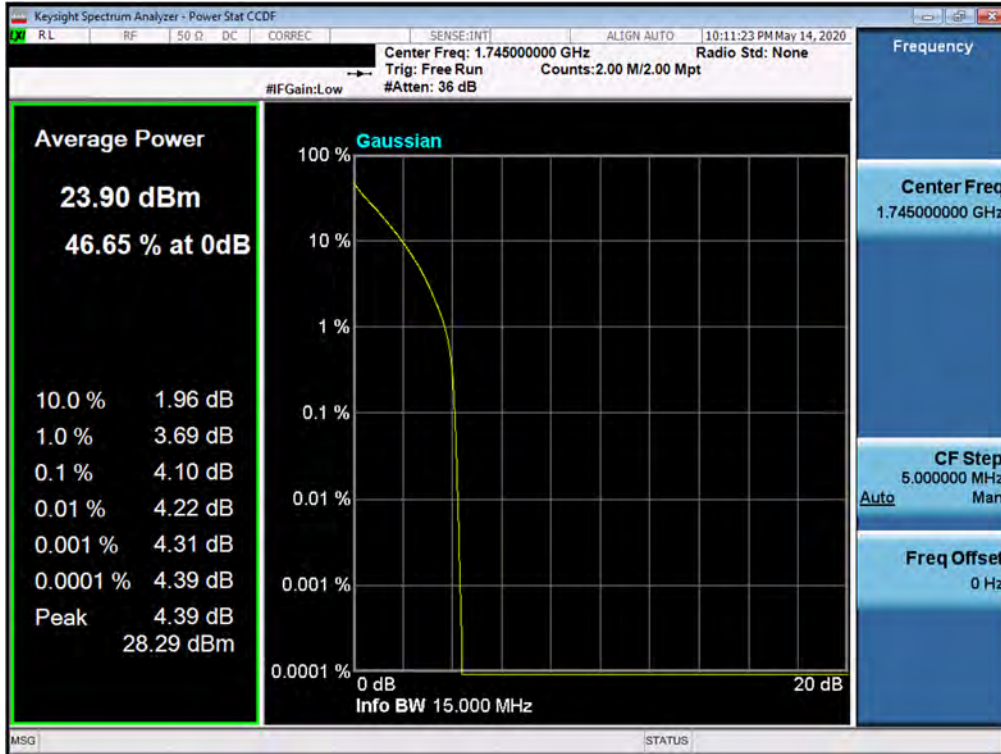 Keysight Spectrum Analyzer - Power Stat CCDF
LXI RL RF 50 Ω DC CORREC SENSE:INT ALIGN AUTO 10:11:23 PM May 14, 2020
Center Freq: 1.745000000 GHz Radio Std: None
Trig: Free Run Counts:2.00 M/2.00 Mpt
#IFGain:Low #Atten: 36 dB
Frequency
Average Power
23.90 dBm
46.65 % at 0dB
10.0 % 1.96 dB
1.0 % 3.69 dB
0.1 % 4.10 dB
0.01 % 4.22 dB
0.001 % 4.31 dB
0.0001 % 4.39 dB
Peak 4.39 dB
28.29 dBm
Gaussian
100 %
10 %
1 %
0.1 %
0.01 %
0.001 %
0.0001 %
0 dB 20 dB
Info BW 15.000 MHz
Center Freq
1.745000000 GHz
CF Step
5.000000 MHz
Auto Man
Freq Offset
0 Hz
MSG STATUS